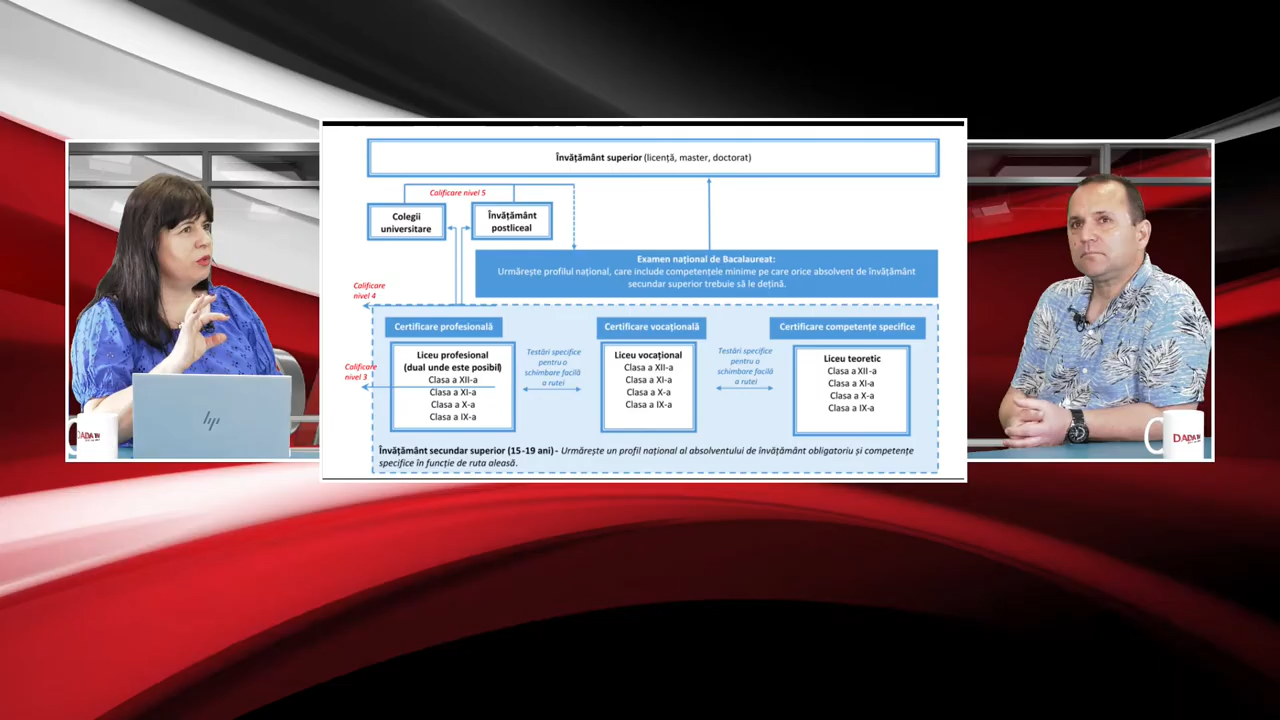 Învățământ superior (licență, master, doctorat)
Calificare nivel 5
Colegii
universitare
Învățământ
postliceal
Examen național de Bacalaureat:
Urmărește profilul național, care include competențele minime pe care orice absolvent de învățământ
secundar superior trebuie să le dețină.
Calificare
nivel 4
Certificare profesională
Certificare vocațională
Certificare competențe specifice
Calificare
nivel 3
Liceu profesional
(dual unde este posibil)
Clasa a XII-a
Clasa a XI-a
Clasa a X-a
Clasa a IX-a
Testări specifice
pentru o
schimbare facilă
a rutei
Liceu vocațional
Clasa a XII-a
Clasa a XI-a
Clasa a X-a
Clasa a IX-a
Testări specifice
pentru o
schimbare facilă
a rutei
Liceu teoretic
Clasa a XII-a
Clasa a XI-a
Clasa a X-a
Clasa a IX-a
Învățământ secundar superior (15-19 ani) - Urmărește un profil național al absolventului de învățământ obligatoriu și competențe
specifice în funcție de ruta aleasă.
hp